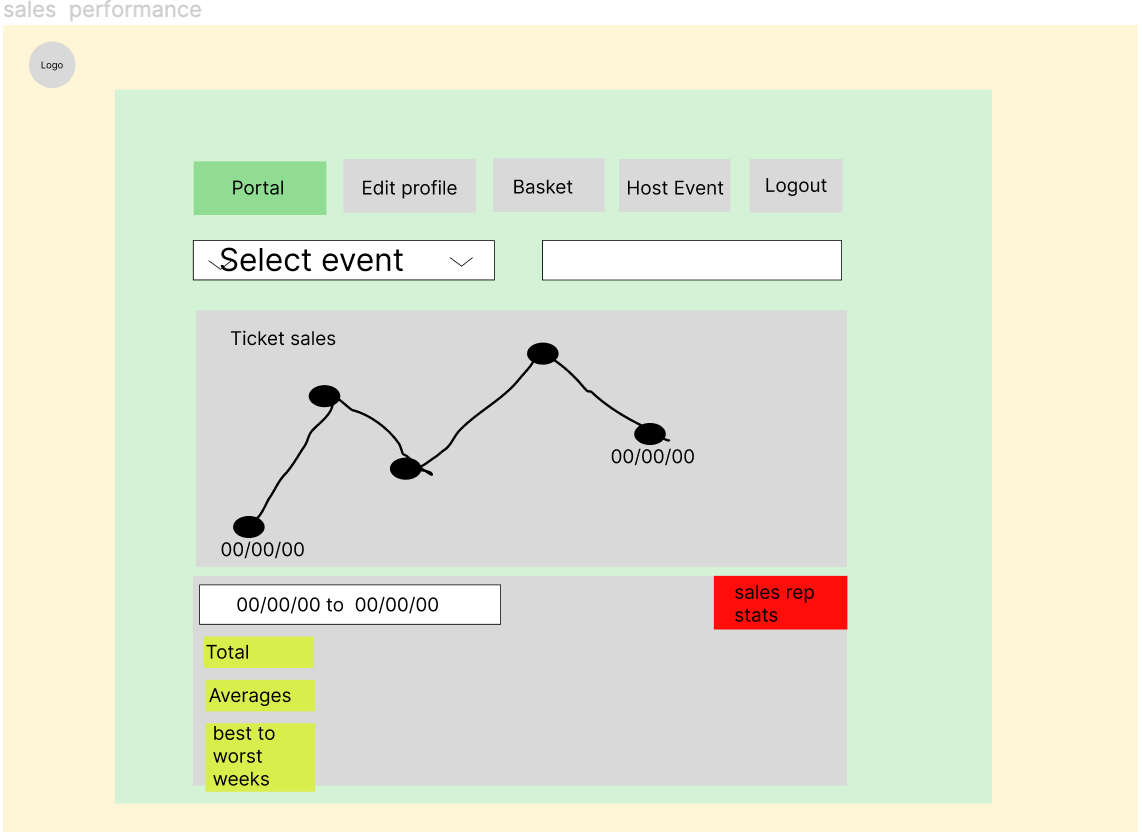 sales performance
Logo
Portal
Edit profile
Basket
Host Event
Logout
Select event
Ticket sales
00/00/00
00/00/00
00/00/00 to 00/00/00
sales rep
stats
Total
Averages
best to
worst
weeks